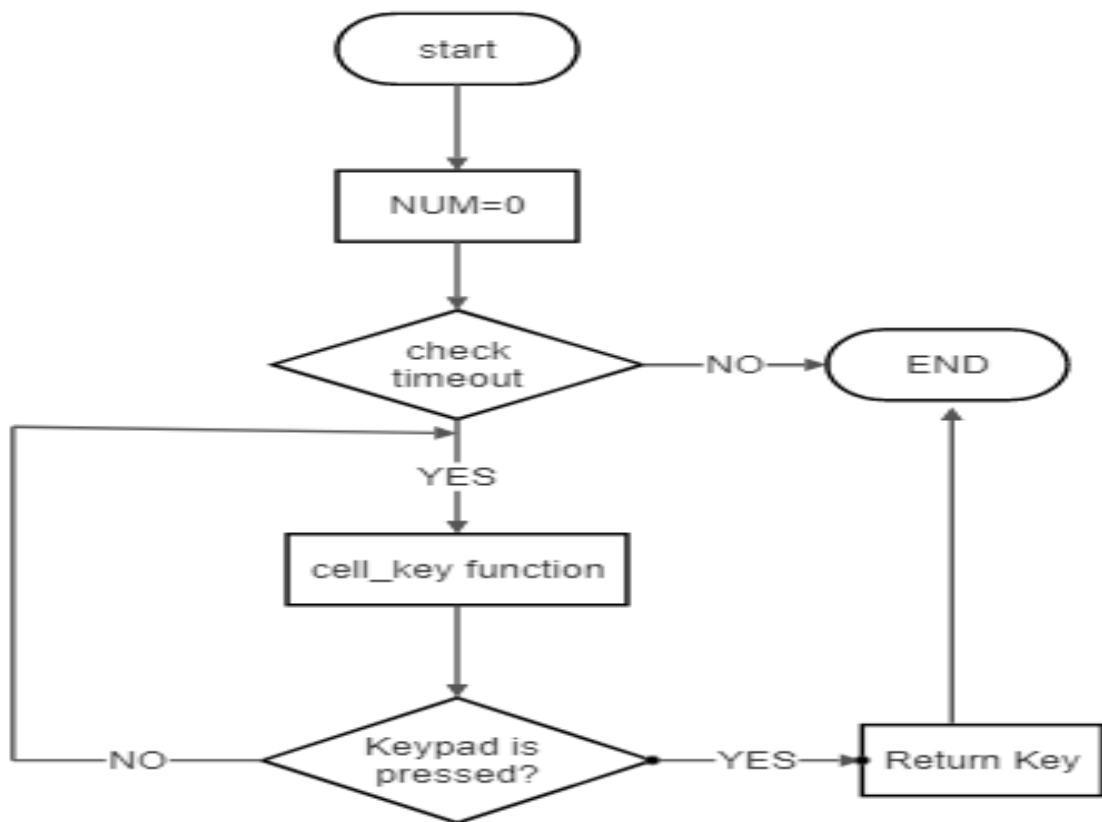 start
NUM=0
check
timeout
NO
END
YES
cell_key function
Keypad is
pressed?
NO
YES
Return Key